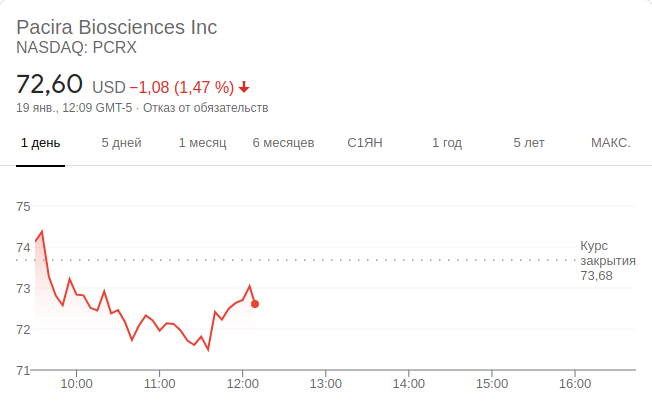 Pacira Biosciences Inc
NASDAQ: PCRX
72,60 USD −1,08 (1,47 %)
19 янв., 12:09 GMT-5 · Отказ от обязательств
1 день 5 дней 1 месяц 6 месяцев С1ЯН 1 год 5 лет МАКС.
75
74
73
72
71
Курс
закрытия
73,68
10:00 11:00 12:00 13:00 14:00 15:00 16:00